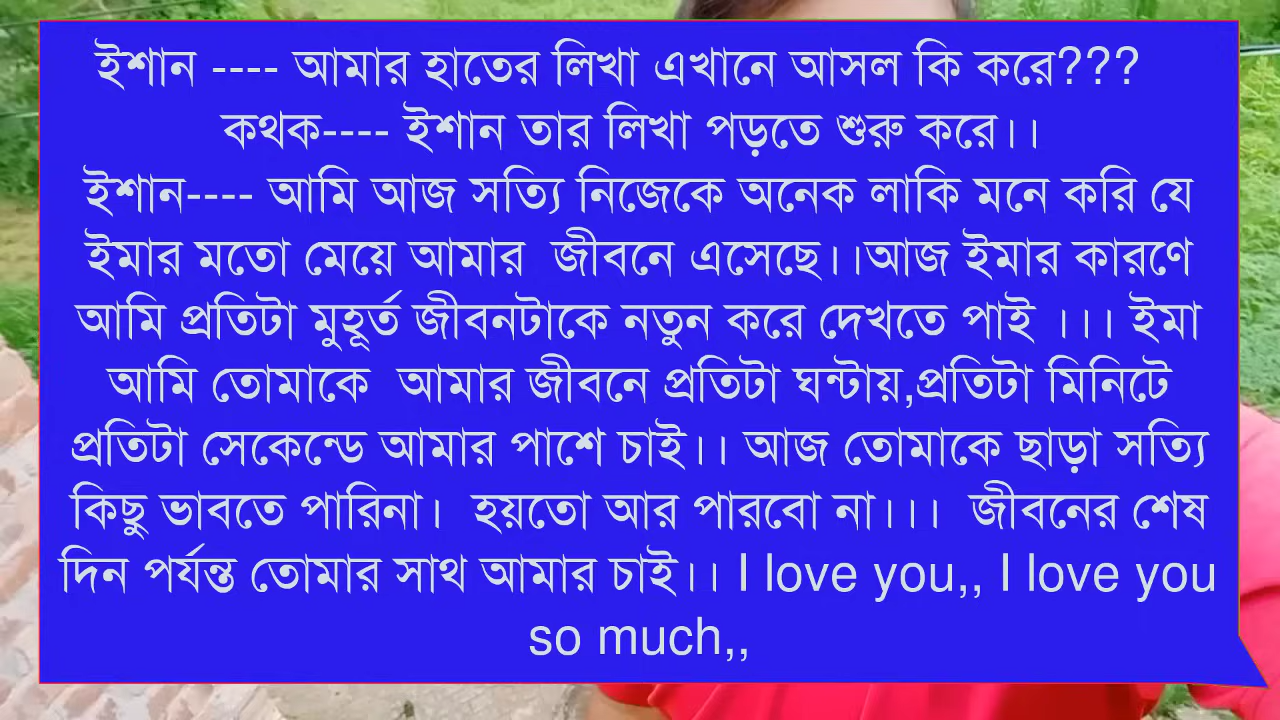 ইশান ---- আমার হাতের লিখা এখানে আসল কি করে???
কথক---- ইশান তার লিখা পড়তে শুরু করে।।
ইশান---- আমি আজ সত্যি নিজেকে অনেক লাকি মনে করি যে
ইমার মতো মেয়ে আমার  জীবনে এসেছে।।আজ ইমার কারণে
আমি প্রতিটা মুহূর্ত জীবনটাকে নতুন করে দেখতে পাই ।।। ইমা
আমি তোমাকে  আমার জীবনে প্রতিটা ঘন্টায়,প্রতিটা মিনিটে
প্রতিটা সেকেন্ডে আমার পাশে চাই।। আজ তোমাকে ছাড়া সত্যি
কিছু ভাবতে পারিনা।  হয়তো আর পারবো না।।।  জীবনের শেষ
দিন পর্যন্ত তোমার সাথ আমার চাই।। I love you,, I love you
so much,,